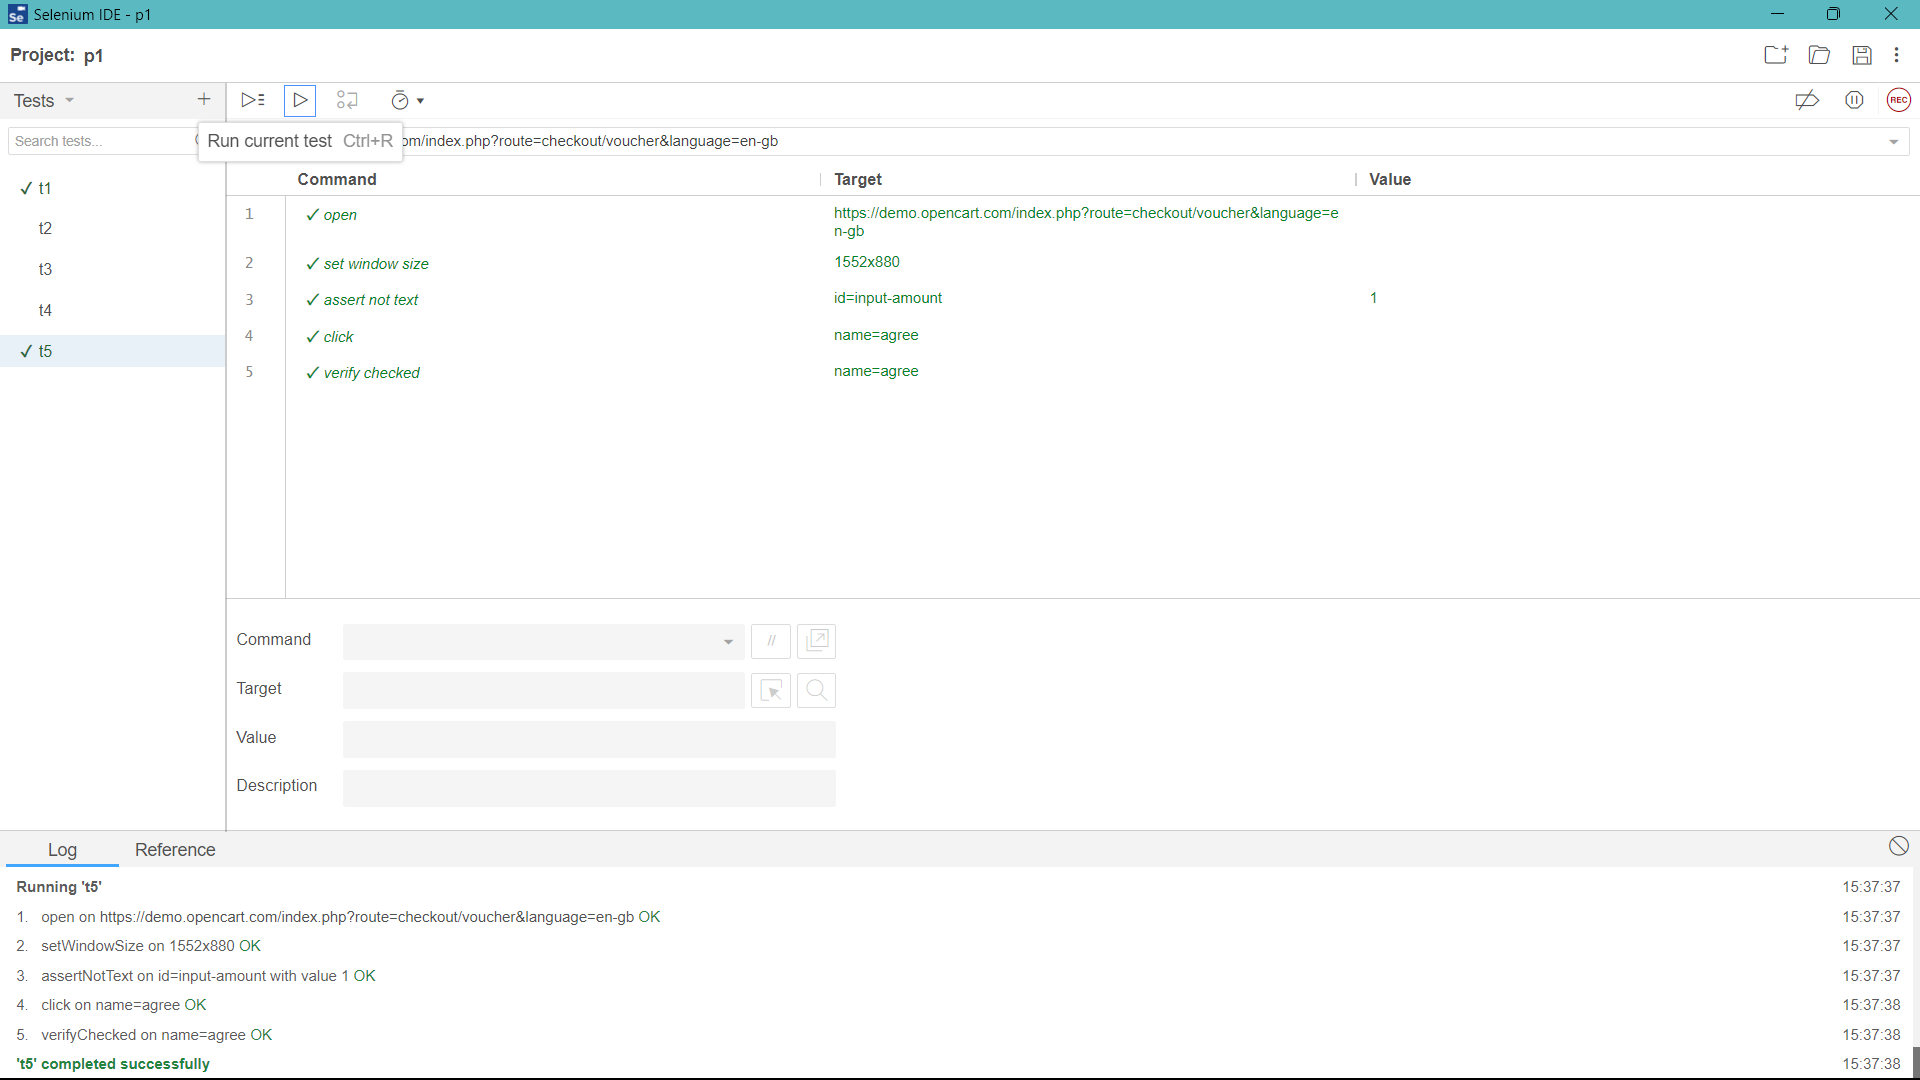 Se Selenium IDE - p1
Project: p1
Tests
REC
Search tests...
Run current test Ctrl+R
om/index.php?route=checkout/voucher&language=en-gb
Command Target Value
✓ t1
t2
t3
t4
✓ t5
1 ✓ open https://demo.opencart.com/index.php?route=checkout/voucher&language=e
n-gb
2 ✓ set window size 1552x880
3 ✓ assert not text id=input-amount 1
4 ✓ click name=agree
5 ✓ verify checked name=agree
Command //
Target
Value
Description
Log Reference
Running 't5' 15:37:37
1. open on https://demo.opencart.com/index.php?route=checkout/voucher&language=en-gb OK 15:37:37
2. setWindowSize on 1552x880 OK 15:37:37
3. assertNotText on id=input-amount with value 1 OK 15:37:37
4. click on name=agree OK 15:37:38
5. verifyChecked on name=agree OK 15:37:38
't5' completed successfully 15:37:38